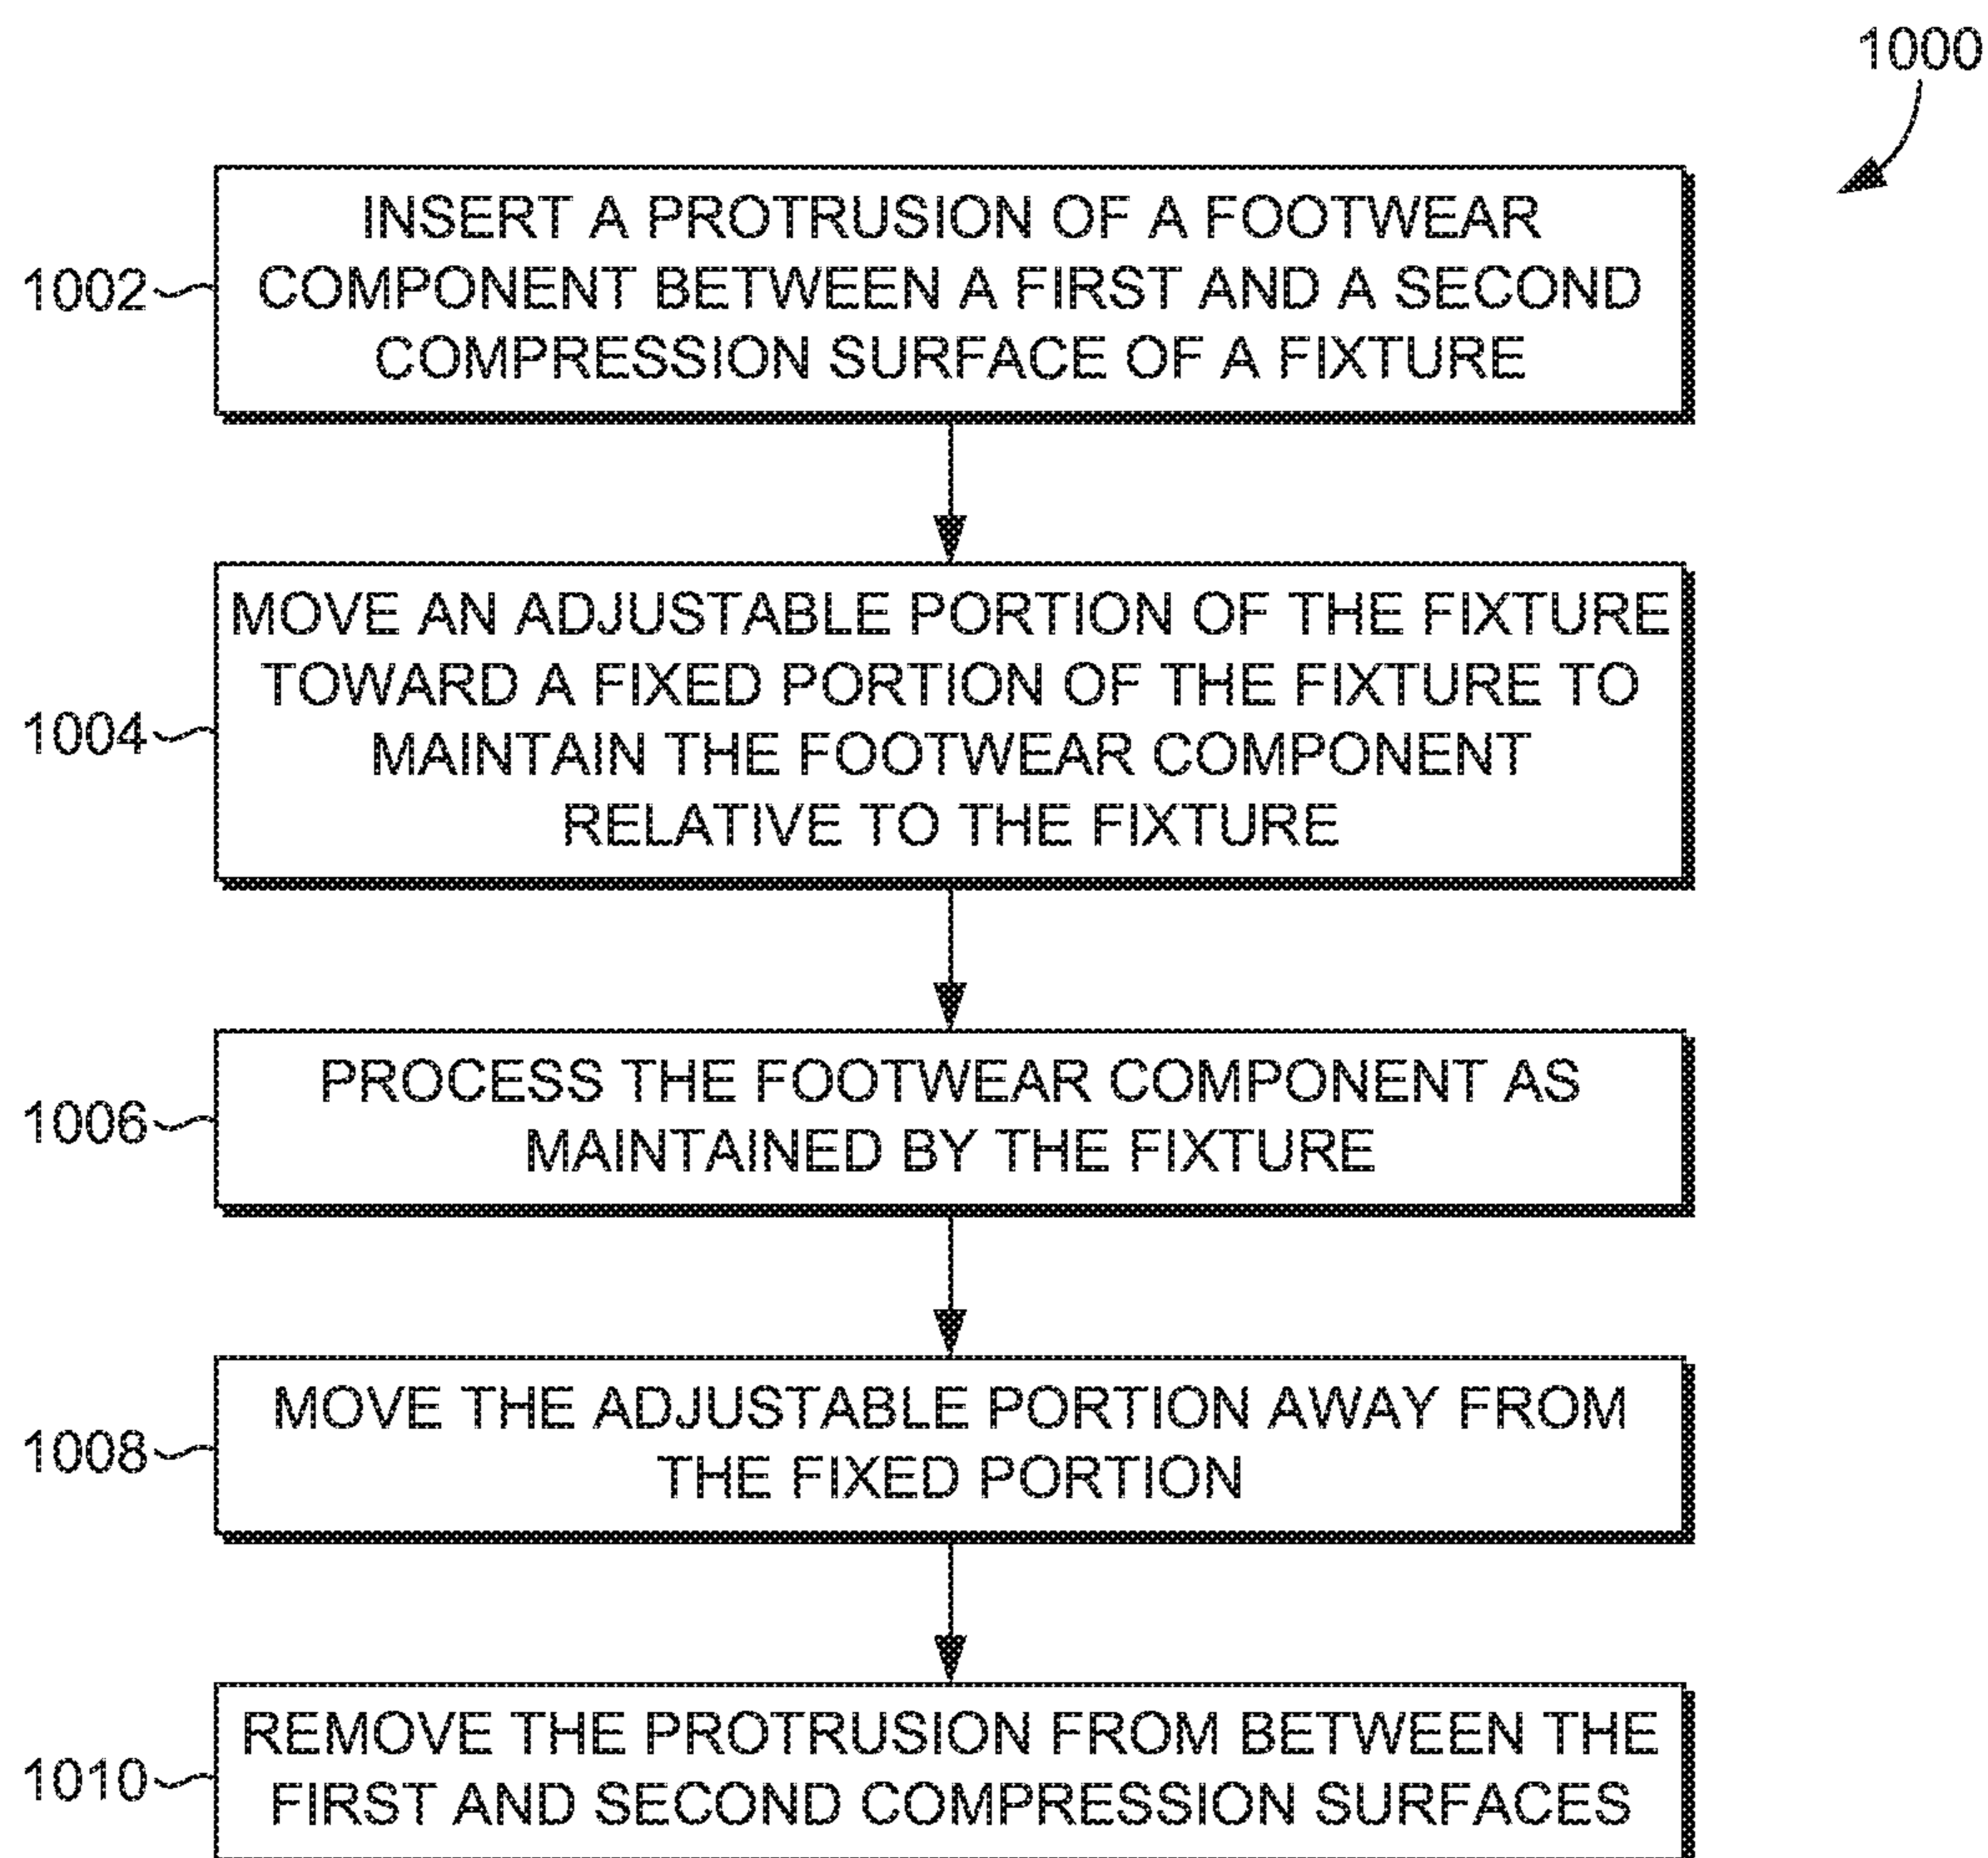 1000
INSERT A PROTRUSION OF A FOOTWEAR
COMPONENT BETWEEN A FIRST AND A SECOND
COMPRESSION SURFACE OF A FIXTURE
1002
MOVE AN ADJUSTABLE PORTION OF THE FIXTURE
TOWARD A FIXED PORTION OF THE FIXTURE TO
MAINTAIN THE FOOTWEAR COMPONENT
RELATIVE TO THE FIXTURE
1004
PROCESS THE FOOTWEAR COMPONENT AS
MAINTAINED BY THE FIXTURE
1006
MOVE THE ADJUSTABLE PORTION AWAY FROM
THE FIXED PORTION
1008
REMOVE THE PROTRUSION FROM BETWEEN THE
FIRST AND SECOND COMPRESSION SURFACES
1010